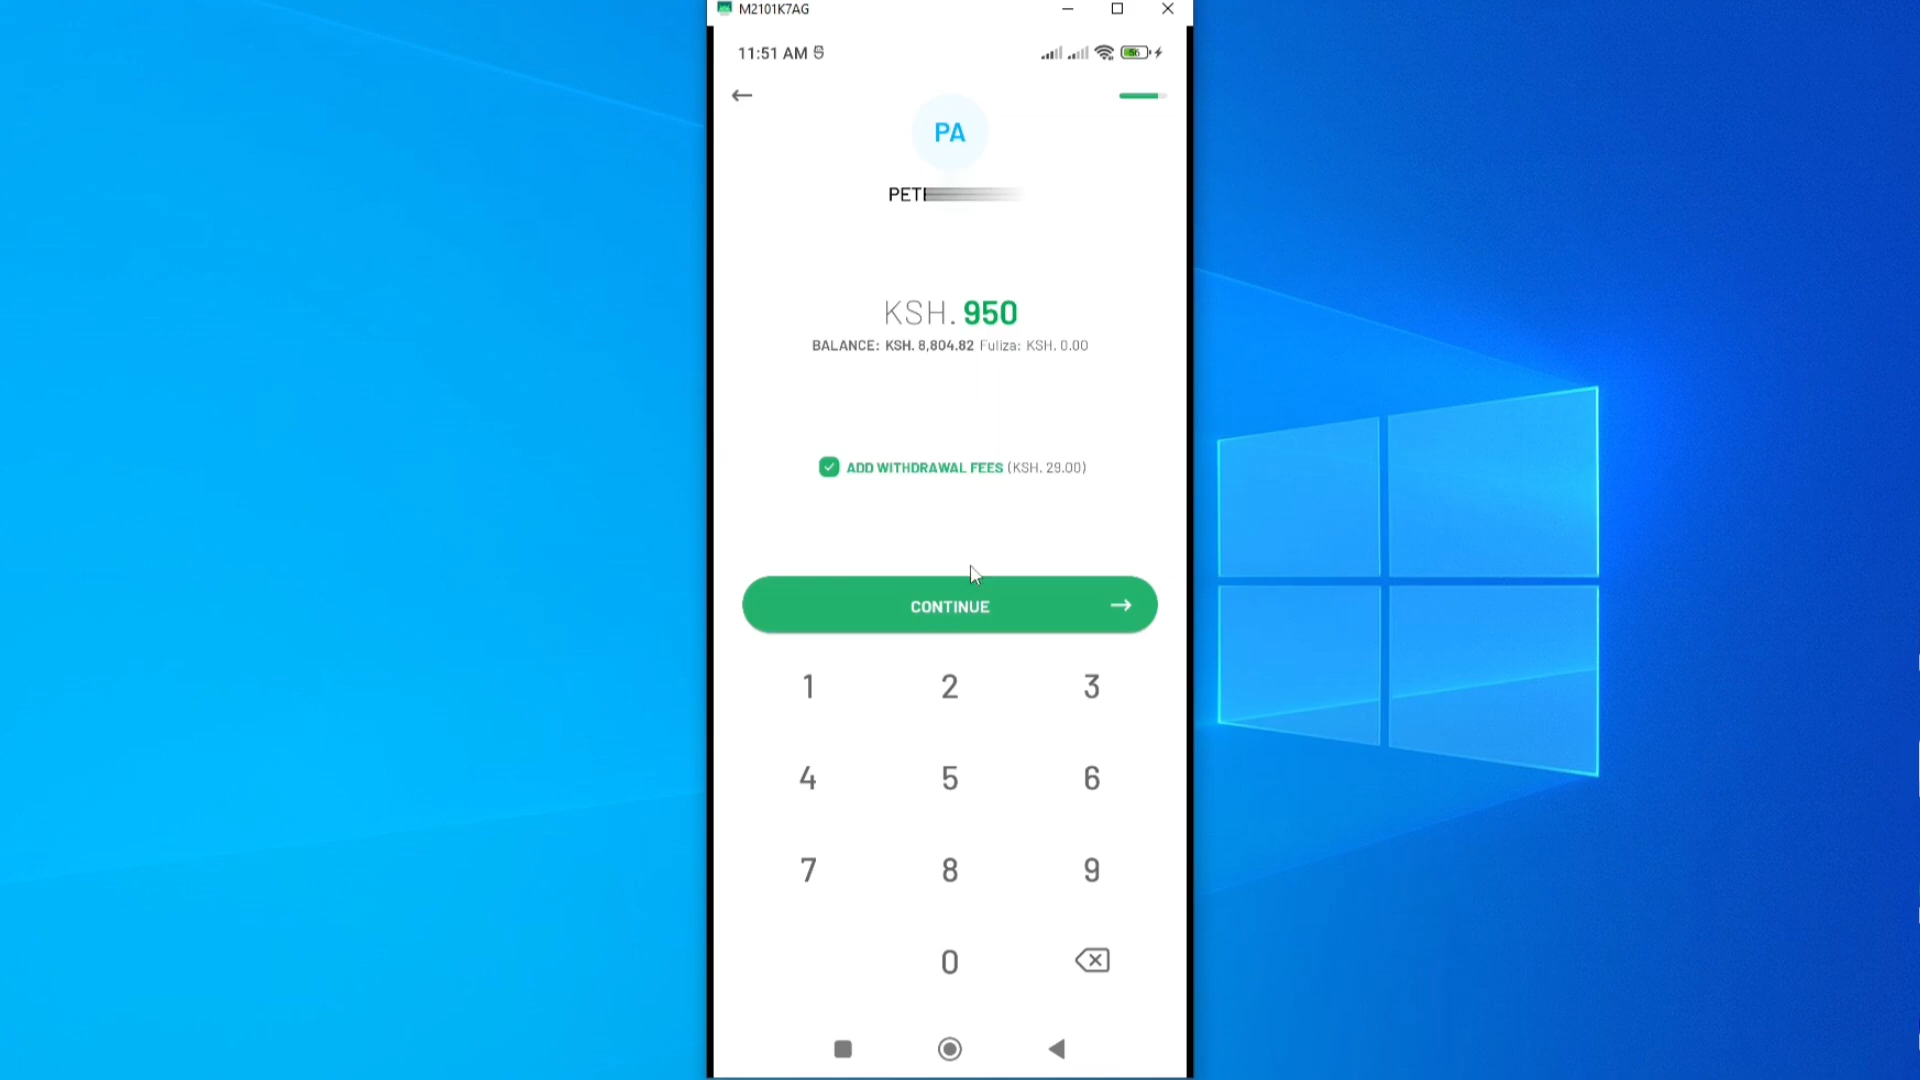 M2101K7AG
11:51 AM
56
PA
KSH. 950
BALANCE: KSH. 8,804.82 Fuliza: KSH. 0.00
ADD WITHDRAWAL FEES (KSH. 29.00)
CONTINUE
1 2 3
4 5 6
7 8 9
0